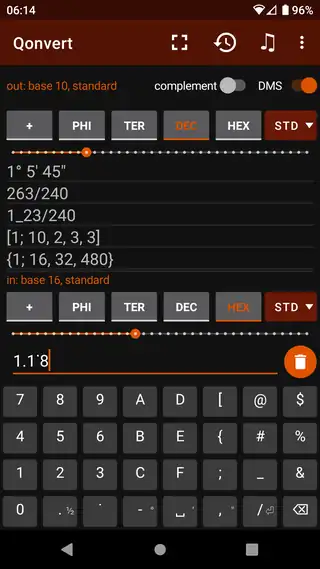 06:14 96%
Qonvert
out: base 10, standard complement DMS
+ PHI TER DEC HEX STD
1° 5' 45"
263/240
1_23/240
[1; 10, 2, 3, 3]
{1; 16, 32, 480}
in: base 16, standard
+ PHI TER DEC HEX STD
1.1˙8
7 8 9 A D [ @ $
4 5 6 B E { # %
1 2 3 C F ; _ &
0 . ½ ˙ - " ␣ ' , ° / ⏎ ⌫